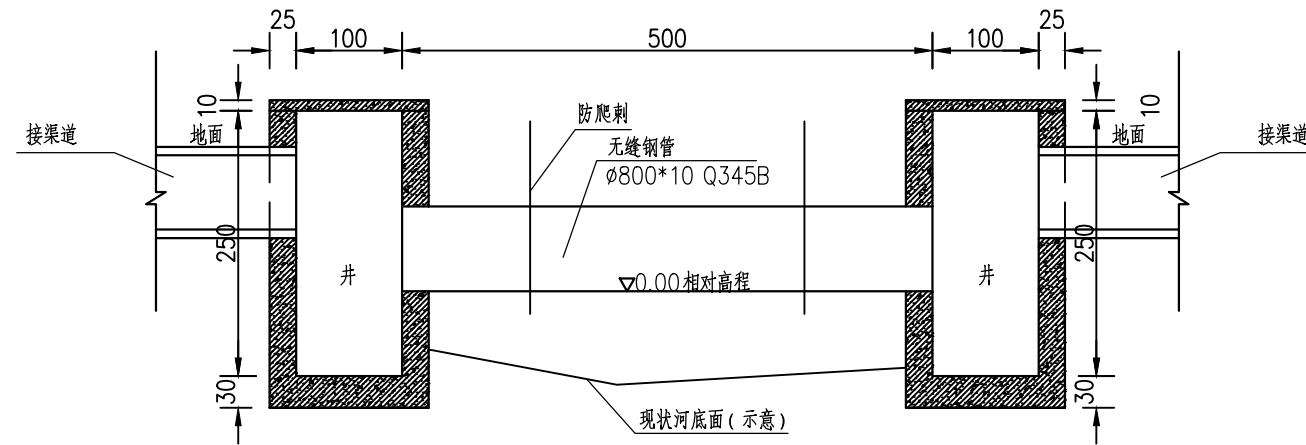 25
100
500
100
25
10
10
防爬刺
接渠道
地面
无缝钢管
地面
接渠道
Ø800*10 Q345B
250
250
井
井
▽0.00相对高程
30
30
现状河底面(示意)